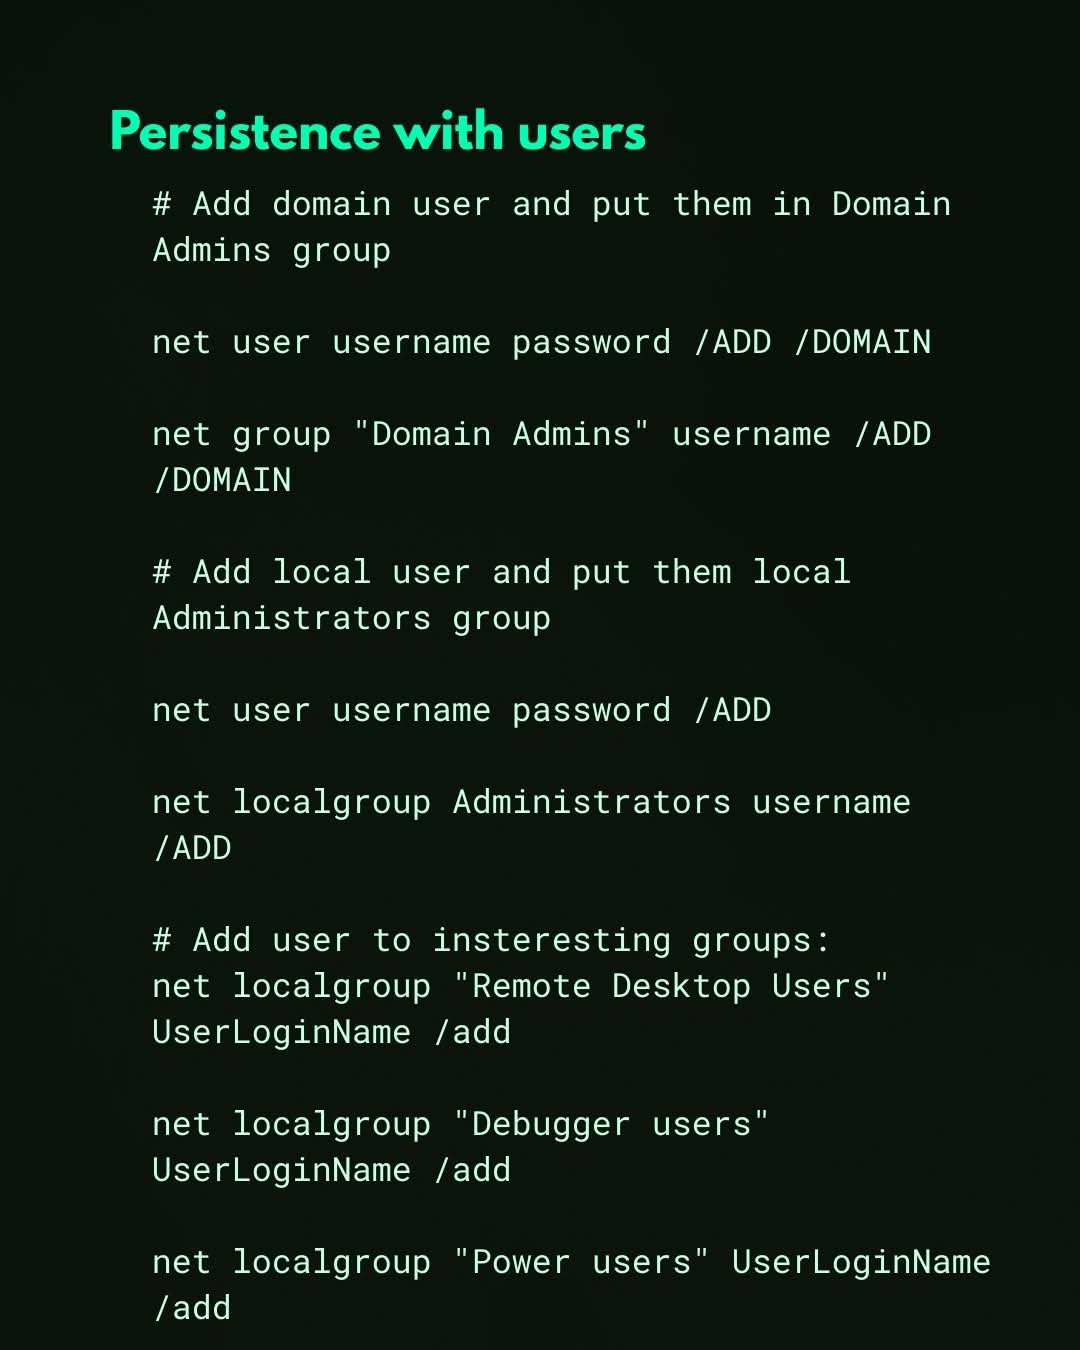 Persistence with users
# Add domain user and put them in Domain
Admins group
net user username password /ADD /DOMAIN
net group "Domain Admins" username /ADD
/DOMAIN
# Add local user and put them local
Administrators group
net user username password /ADD
net localgroup Administrators username
/ADD
# Add user to insteresting groups:
net localgroup "Remote Desktop Users"
UserLoginName /add
net localgroup "Debugger users"
UserLoginName /add
net localgroup "Power users" UserLoginName
/add